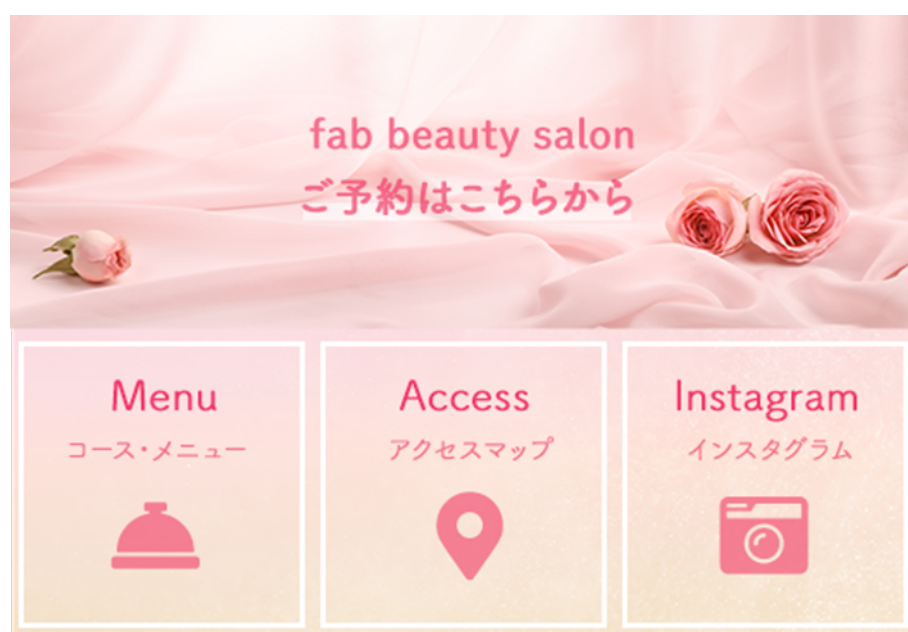 fab beauty salon
ご予約はこちらから
Menu
コース・メニュー
Access
アクセスマップ
Instagram
インスタグラム